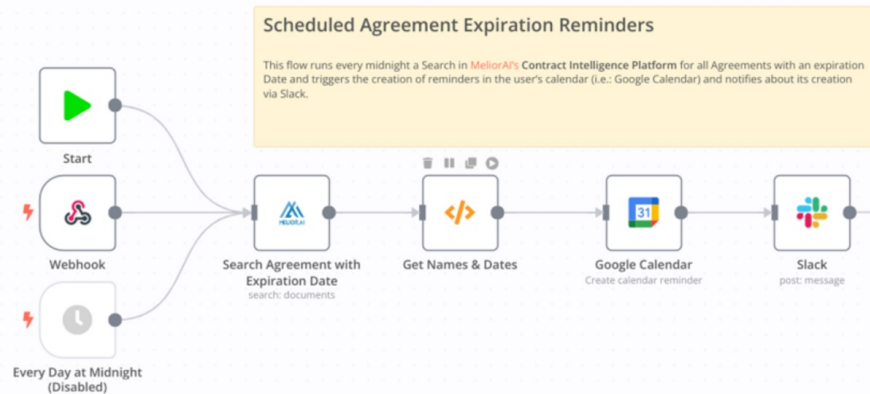 Scheduled Agreement Expiration Reminders
This flow runs every midnight a Search in MeliorAI's Contract Intelligence Platform for all Agreements with an expiration
Date and triggers the creation of reminders in the user's calendar (i.e.: Google Calendar) and notifies about its creation
via Slack.
Start
Webhook
Every Day at Midnight
(Disabled)
MELIOR.AI
Search Agreement with
Expiration Date
search: documents
</>
Get Names & Dates
31
Google Calendar
Create calendar reminder
Slack
post: message